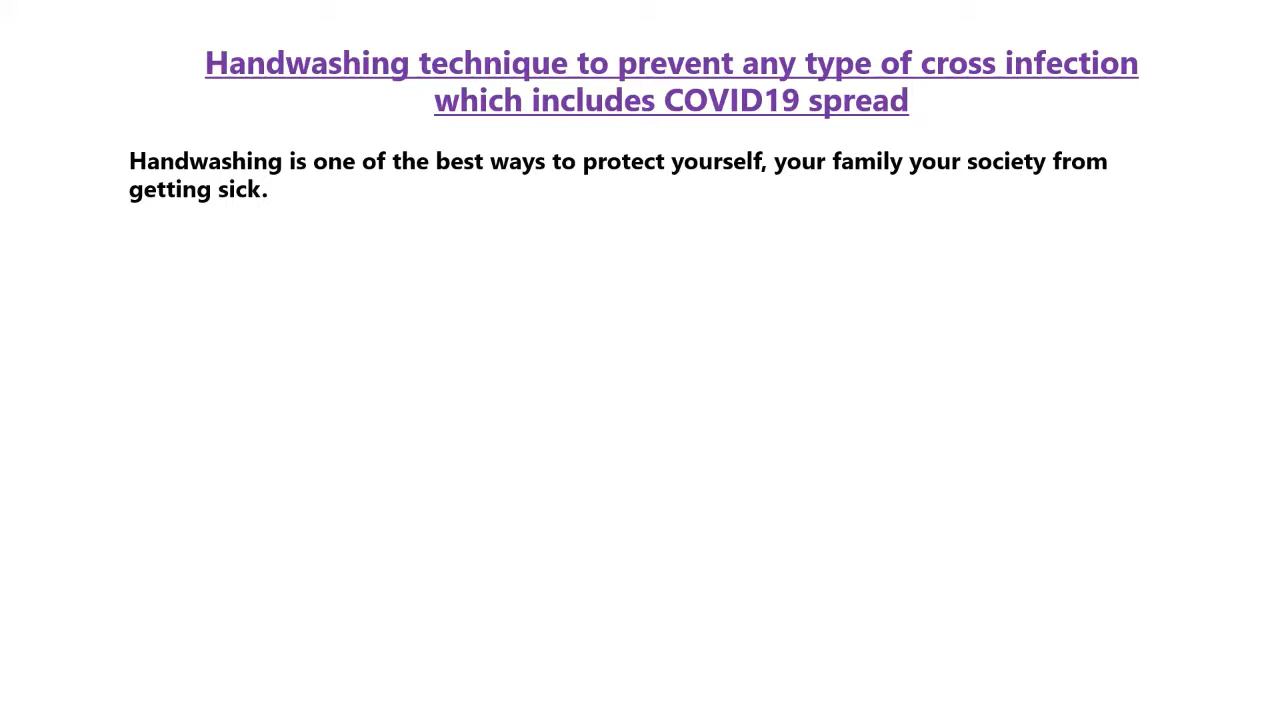 Handwashing technique to prevent any type of cross infection
which includes COVID19 spread
Handwashing is one of the best ways to protect yourself, your family your society from
getting sick.